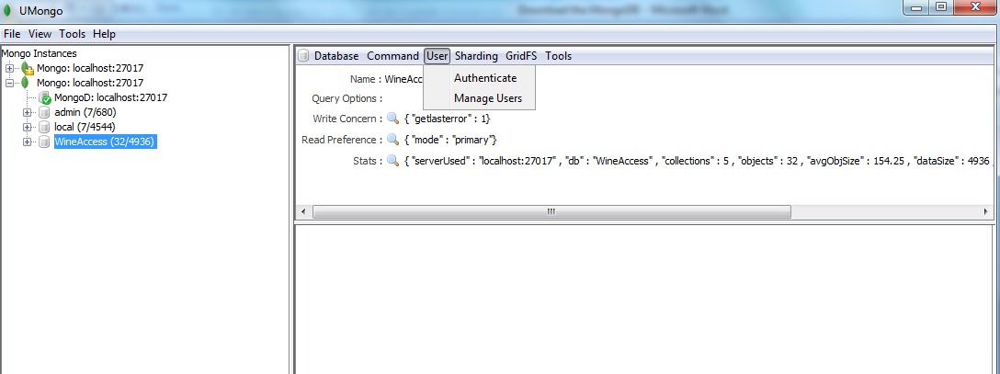 UMongo
Download the MongoDB - Microsoft Word
File View Tools Help
Mongo Instances
Mongo: localhost:27017
Mongo: localhost:27017
MongoD: localhost:27017
admin (7/680)
local (7/4544)
WineAccess (32/4936)
Database Command User Sharding GridFS Tools
Authenticate
Manage Users
Name : WineAcc
Query Options :
Write Concern : { "getlasterror" : 1}
Read Preference : { "mode" : "primary"}
Stats : { "serverUsed" : "localhost:27017" , "db" : "WineAccess" , "collections" : 5 , "objects" : 32 , "avgObjSize" : 154.25 , "dataSize" : 4936 ,